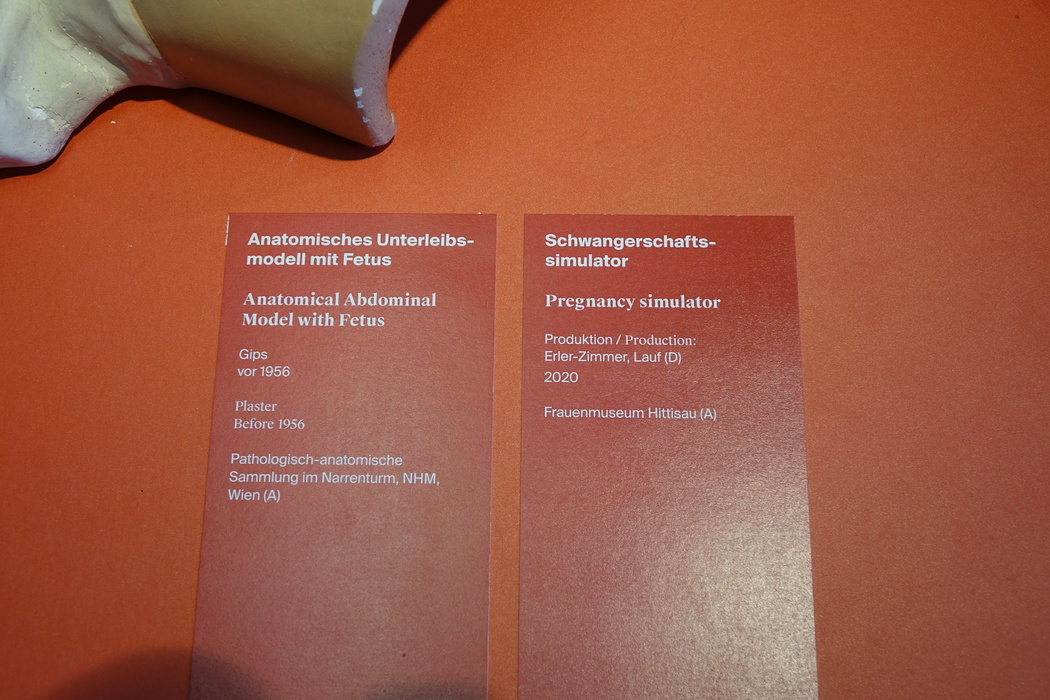 Anatomisches Unterleibs-
modell mit Fetus
Anatomical Abdominal
Model with Fetus
Gips
vor 1956
Plaster
Before 1956
Pathologisch-anatomische
Sammlung im Narrenturm, NHM,
Wien (A)
Schwangerschafts-
simulator
Pregnancy simulator
Produktion / Production:
Erler-Zimmer, Lauf (D)
2020
Frauenmuseum Hittisau (A)